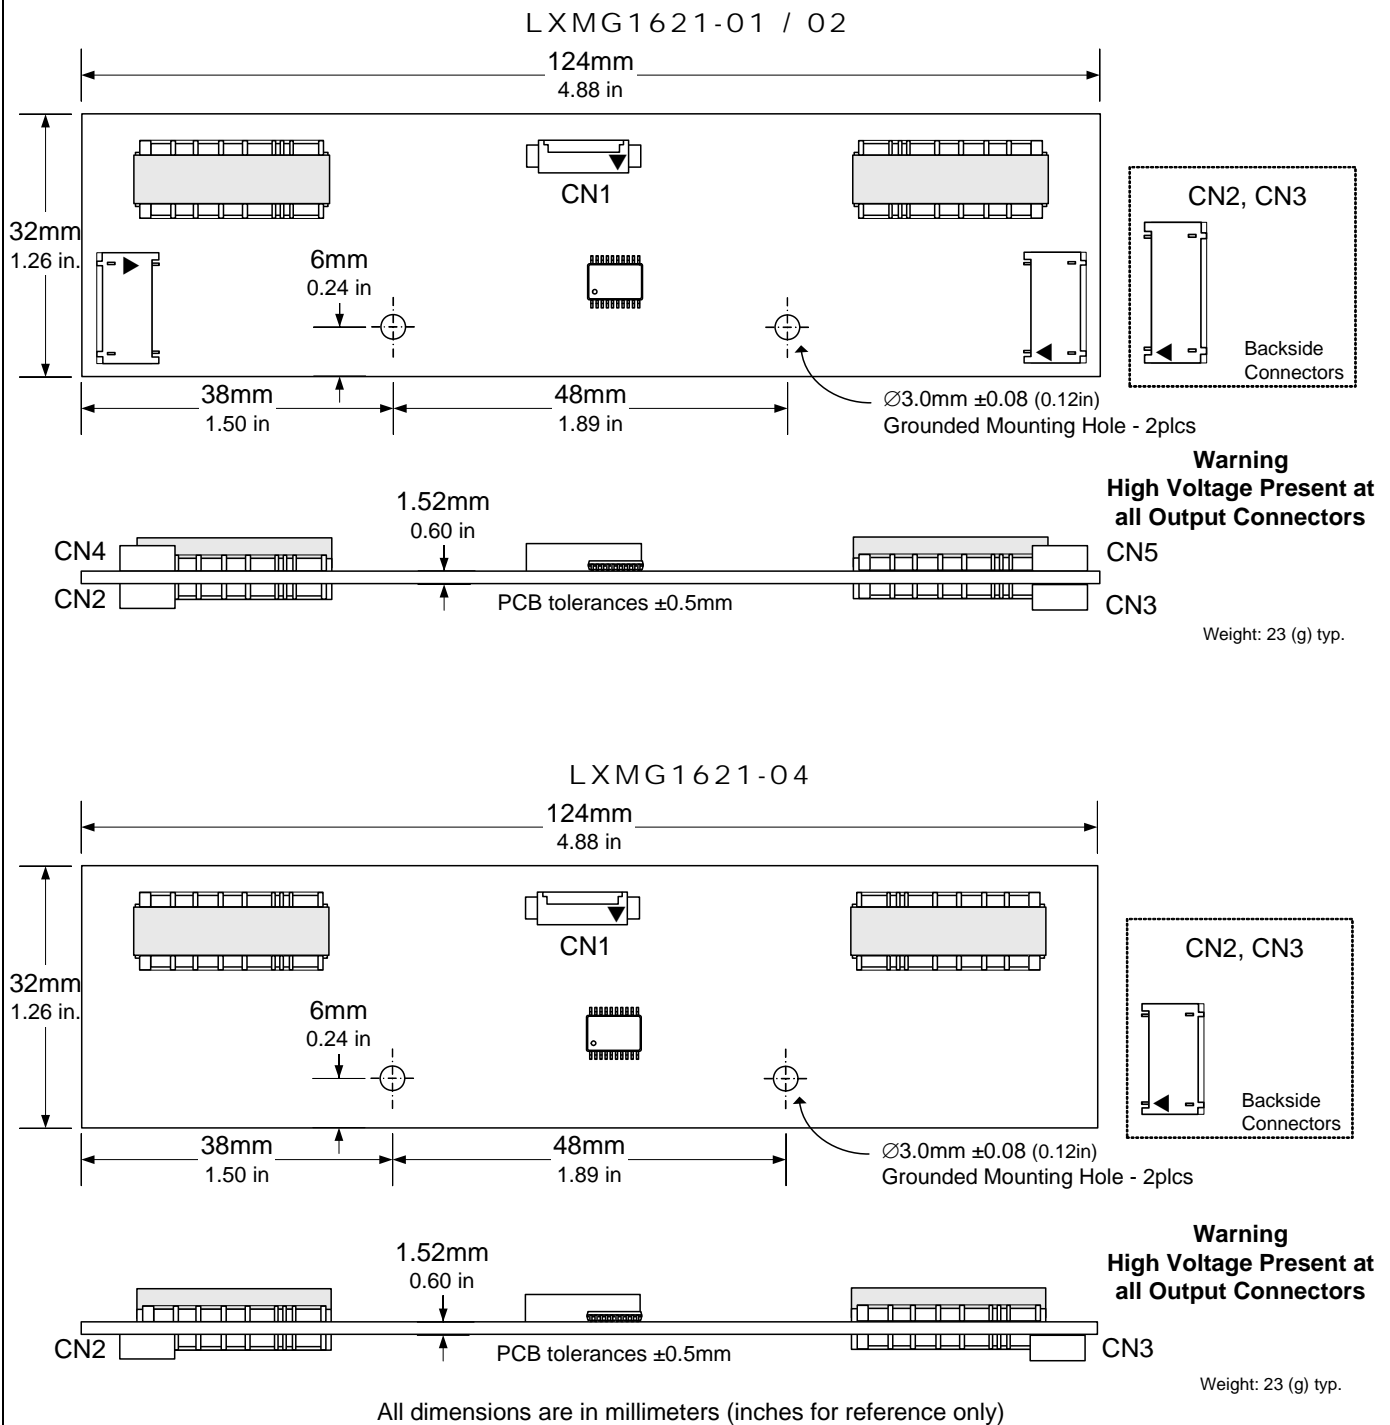 LXMG1621-01 / 02
124mm
4.88 in
CN1
CN2, CN3
32mm
1.26 in.
6mm
0.24 in
Backside
Connectors
38mm
1.50 in
48mm
1.89 in
∅3.0mm ±0.08 (0.12in)
Grounded Mounting Hole - 2plcs
Warning
High Voltage Present at
all Output Connectors
1.52mm
0.60 in
CN4
CN5
CN2
PCB tolerances ±0.5mm
CN3
Weight: 23 (g) typ.
LXMG1621-04
124mm
4.88 in
CN1
CN2, CN3
32mm
1.26 in.
6mm
0.24 in
Backside
Connectors
38mm
1.50 in
48mm
1.89 in
∅3.0mm ±0.08 (0.12in)
Grounded Mounting Hole - 2plcs
Warning
High Voltage Present at
all Output Connectors
1.52mm
0.60 in
CN2
PCB tolerances ±0.5mm
CN3
Weight: 23 (g) typ.
All dimensions are in millimeters (inches for reference only)